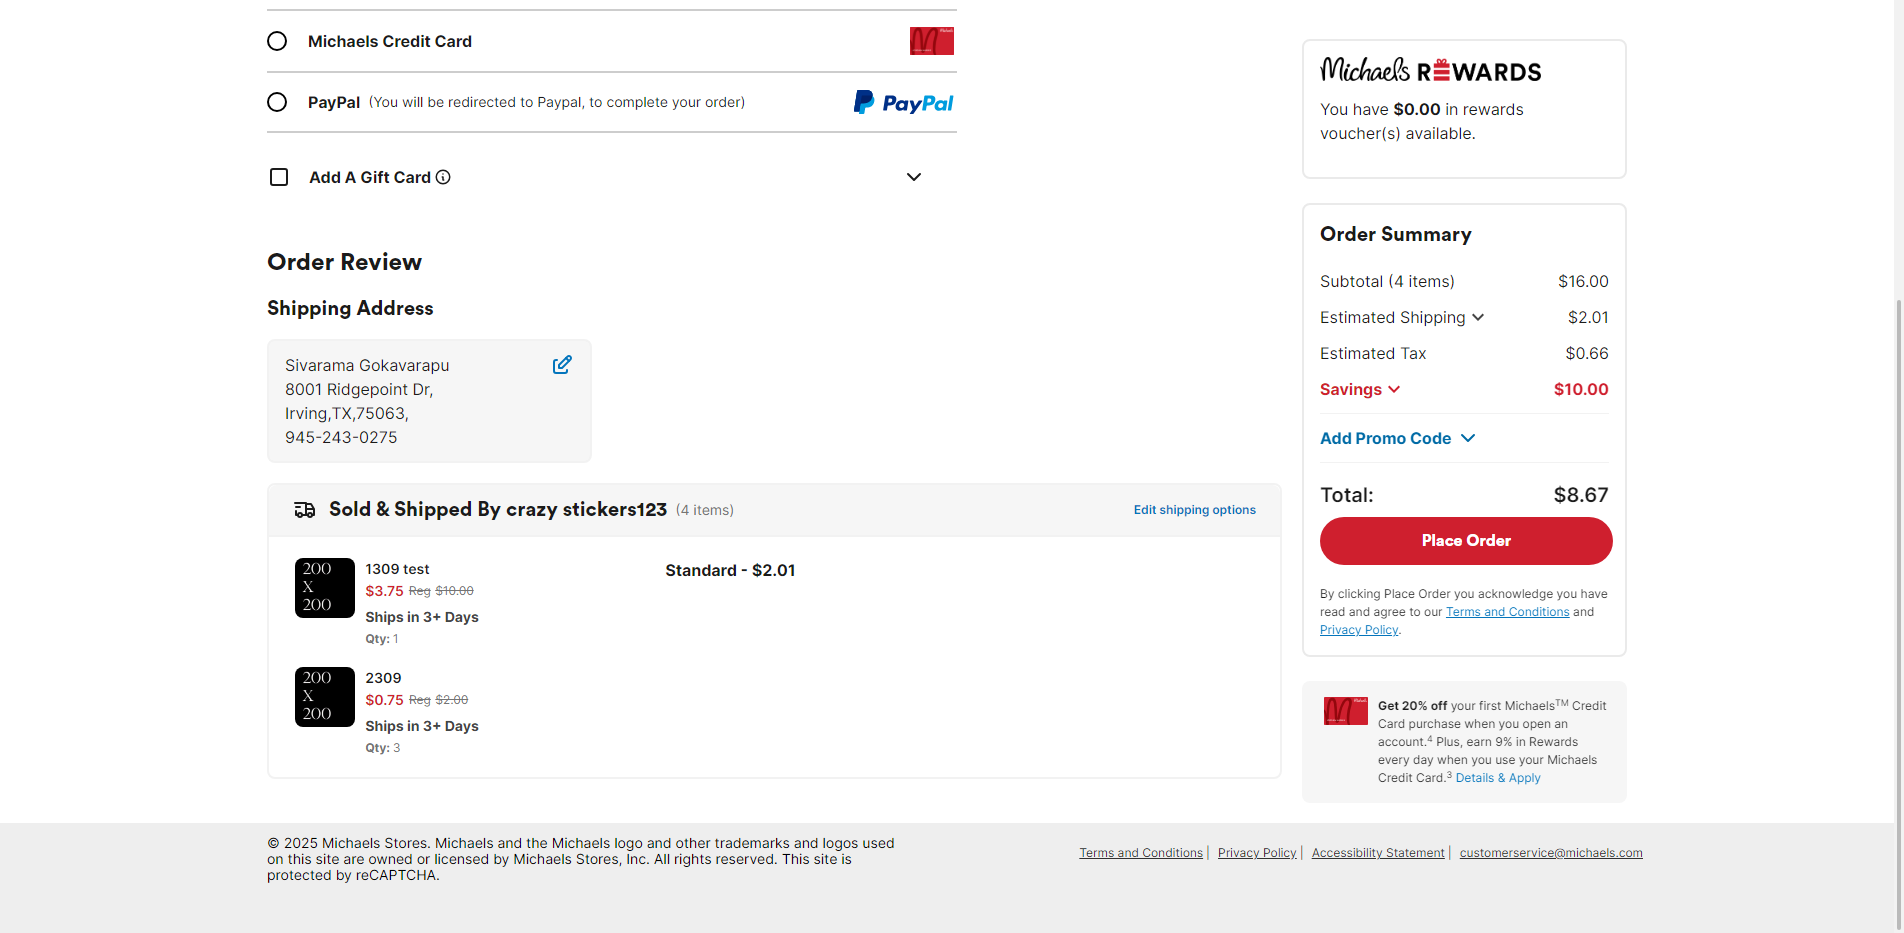 Michaels Credit Card
PayPal (You will be redirected to Paypal, to complete your order)
PayPal
Add A Gift Card
Order Review
Shipping Address
Sivarama Gokavarapu
8001 Ridgepoint Dr,
Irving,TX,75063,
945-243-0275
Sold & Shipped By crazy stickers123 (4 items)
Edit shipping options
200
X
200
1309 test
$3.75 Reg $10.00
Ships in 3+ Days
Qty: 1
Standard - $2.01
200
X
200
2309
$0.75 Reg $2.00
Ships in 3+ Days
Qty: 3
Michaels REWARDS
You have $0.00 in rewards
voucher(s) available.
Order Summary
Subtotal (4 items) $16.00
Estimated Shipping $2.01
Estimated Tax $0.66
Savings $10.00
Add Promo Code
Total: $8.67
Place Order
By clicking Place Order you acknowledge you have
read and agree to our Terms and Conditions and
Privacy Policy.
Get 20% off your first Michaels™ Credit
Card purchase when you open an
account.⁴ Plus, earn 9% in Rewards
every day when you use your Michaels
Credit Card.³ Details & Apply
© 2025 Michaels Stores. Michaels and the Michaels logo and other trademarks and logos used
on this site are owned or licensed by Michaels Stores, Inc. All rights reserved. This site is
protected by reCAPTCHA.
Terms and Conditions | Privacy Policy | Accessibility Statement | customerservice@michaels.com